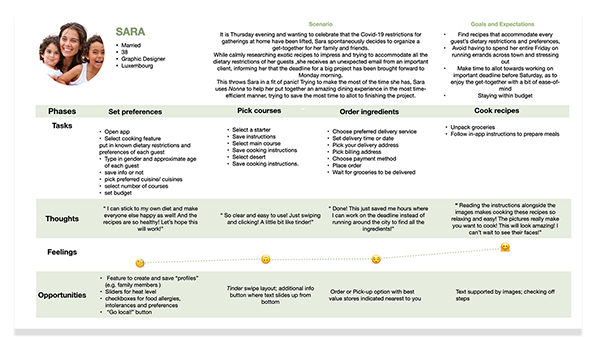 SARA
• Married
• 38
• Graphic Designer
• Luxembourg
Scenario
It is Thursday evening and wanting to celebrate that the Covid-19 restrictions for
gatherings at home have been lifted, Sara spontaneously decides to organize a
get-together for her family and friends.
While calmly researching exotic recipes to impress and trying to accommodate all the
dietary restrictions of her guests ,she receives an unexpected email from an important
client, informing her that the deadline for a big project has been brought forward to
Monday morning.
This throws Sara in a fit of panic! Trying to make the most of the time she has, Sara
uses Nonna to help her put together an amazing dining experience in the most time-
efficient manner, trying to save the most time to allot to finishing the project.
Goals and Expectations
• Find recipes that accommodate every
guest's dietary restrictions and preferences,
• Avoid having to spend her entire Friday on
running errands across town and stressing
out
• Make time to allot towards working on
important deadline before Saturday, as to
enjoy the get-together with a bit of ease-of-
mind
• Staying within budget
Phases
Set preferences
Pick courses
Order ingredients
Cook recipes
Tasks
• Open app
• Select cooking feature
put in known dietary restrictions and
preferences of each guest
• Type in gender and approximate age
of each guest
• save info or not
• pick preferred cuisine/ cuisines
• select number of courses
• set budget
• Select a starter
• Save instructions
• Select main course
• Save cooking instructions
• Select desert
• Save cooking instructions.
• Choose preferred delivery service
• Set delivery time or date
• Pick your delivery address
• Pick billing address
• Choose payment method
• Place order
• Wait for groceries to be delivered
• Unpack groceries
• Follow in-app instructions to prepare meals
Thoughts
" I can stick to my own diet and make
everyone else happy as well! And the
recipes are so healthy! Let's hope this
will work!"
" So clear and easy to use! Just swiping
and clicking! A little bit like tinder!"
" Done! This just saved me hours where
I can work on the deadline instead of
running around the city to find all the
ingredients!"
" Reading the instructions alongside the
images makes cooking these recipes so
relaxing and easy! The pictures really make
you want to cook! This will look amazing! I
can't wait to see their faces!"
Feelings
Opportunities
• Feature to create and save "profiles"
(e.g. family members )
• Sliders for heat level
• checkboxes for food allergies,
intolerances and preferences
• "Go local!" button
Tinder swipe layout; additional info
button where text slides up from
bottom
Order or Pick-up option with best
value stores indicated nearest to you
Text supported by images; checking off
steps